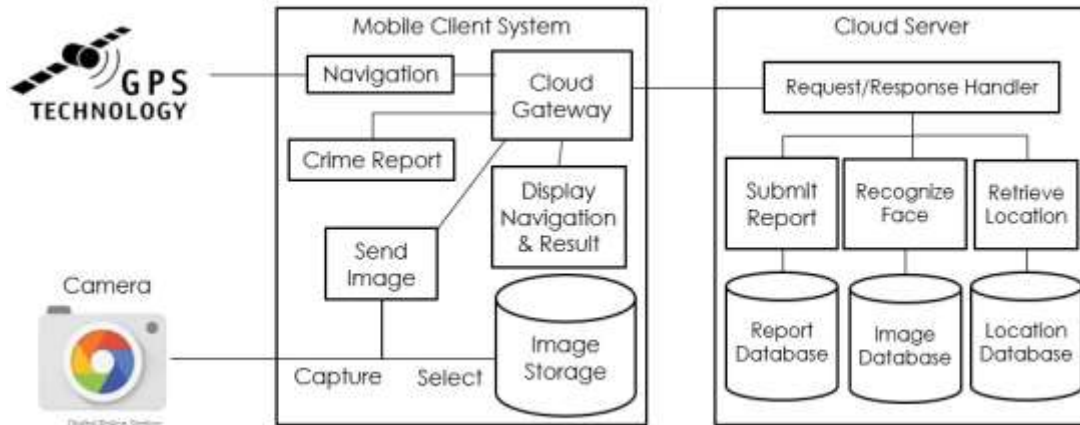 Mobile Client System
Cloud Server
GPS
TECHNOLOGY
Navigation
Cloud
Gateway
Request/Response Handler
Crime Report
Display
Navigation
& Result
Submit
Report
Recognize
Face
Retrieve
Location
Send
Image
Camera
Image
Storage
Report
Database
Image
Database
Location
Database
Capture
Select